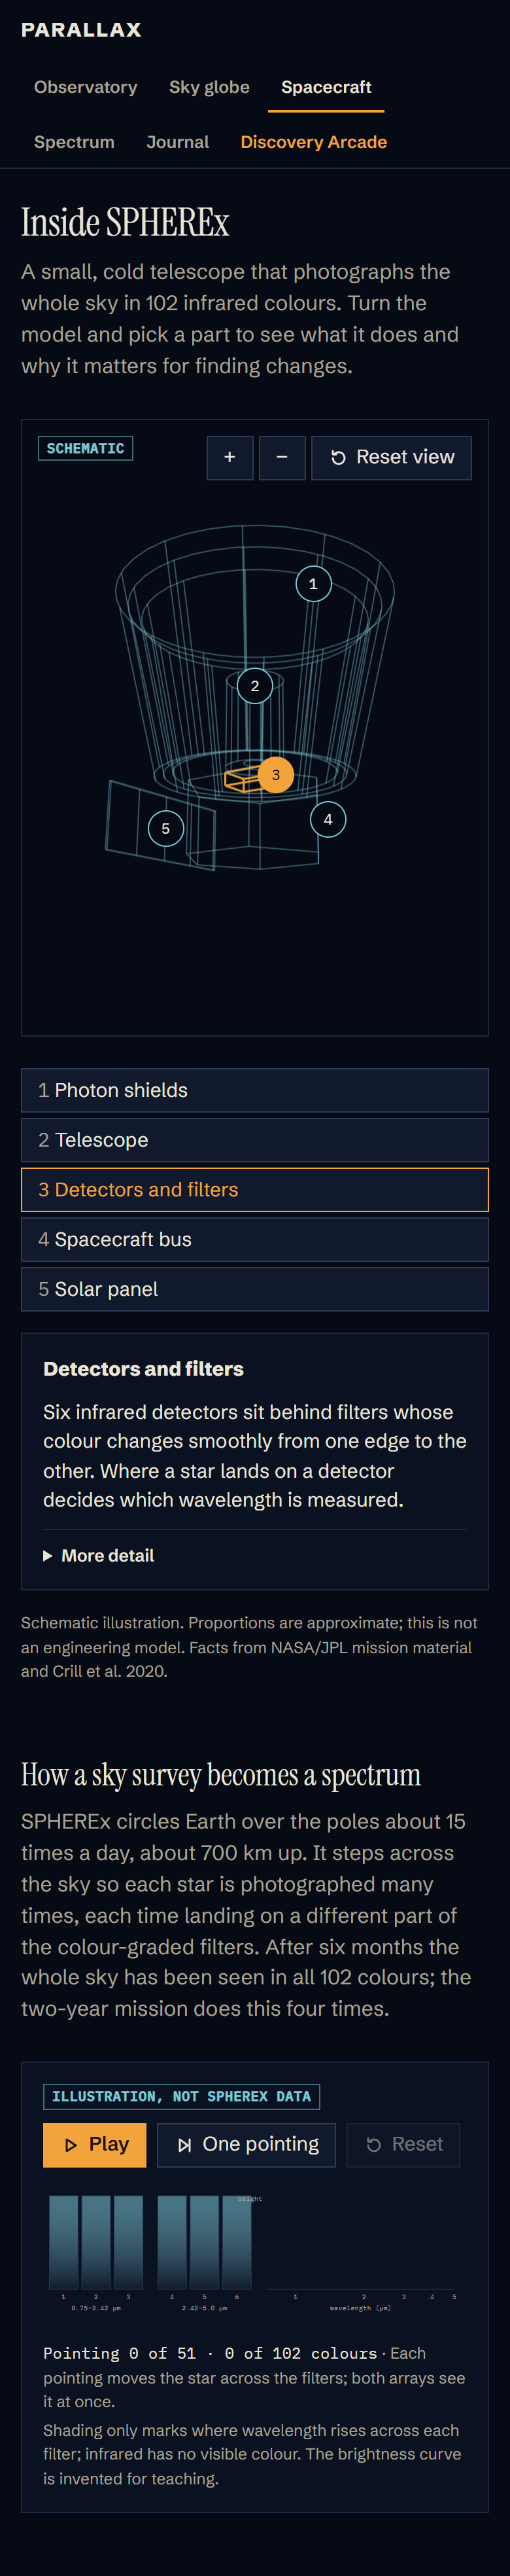 PARALLAX
Observatory Sky globe Spacecraft
Spectrum Journal Discovery Arcade
Inside SPHEREx
A small, cold telescope that photographs the
whole sky in 102 infrared colours. Turn the
model and pick a part to see what it does and
why it matters for finding changes.
SCHEMATIC
+ − Reset view
1
2
3
4
5
1 Photon shields
2 Telescope
3 Detectors and filters
4 Spacecraft bus
5 Solar panel
Detectors and filters
Six infrared detectors sit behind filters whose
colour changes smoothly from one edge to the
other. Where a star lands on a detector
decides which wavelength is measured.
More detail
Schematic illustration. Proportions are approximate; this is not
an engineering model. Facts from NASA/JPL mission material
and Crill et al. 2020.
How a sky survey becomes a spectrum
SPHEREx circles Earth over the poles about 15
times a day, about 700 km up. It steps across
the sky so each star is photographed many
times, each time landing on a different part of
the colour-graded filters. After six months the
whole sky has been seen in all 102 colours; the
two-year mission does this four times.
ILLUSTRATION, NOT SPHEREX DATA
Play One pointing Reset
bright
1 2 3 4 5 6 1 2 3 4 5
0.75–2.42 µm 2.42–5.0 µm wavelength (µm)
Pointing 0 of 51 · 0 of 102 colours · Each
pointing moves the star across the filters; both arrays see
it at once.
Shading only marks where wavelength rises across each
filter; infrared has no visible colour. The brightness curve
is invented for teaching.